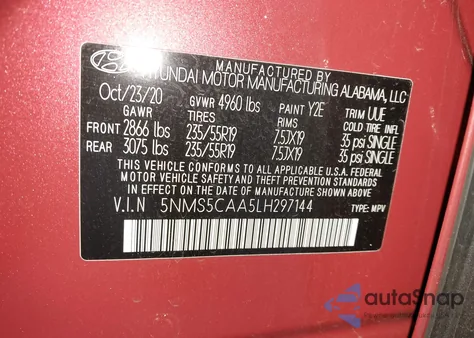 MANUFACTURED BY
HYUNDAI MOTOR MANUFACTURING ALABAMA, LLC
Oct/23/20 GVWR 4960 lbs PAINT Y2E TRIM UUE
GAWR TIRES RIMS COLD TIRE INFL
FRONT 2866 lbs 235/55R19 7.5JX19 35 psi SINGLE
REAR 3075 lbs 235/55R19 7.5JX19 35 psi SINGLE
THIS VEHICLE CONFORMS TO ALL APPLICABLE U.S.A. FEDERAL
MOTOR VEHICLE SAFETY AND THEFT PREVENTION STANDARDS
IN EFFECT ON THE DATE OF MANUFACTURE SHOWN ABOVE.
V.I.N 5NMS5CAA5LH297144 TYPE: MPV
autoSnap